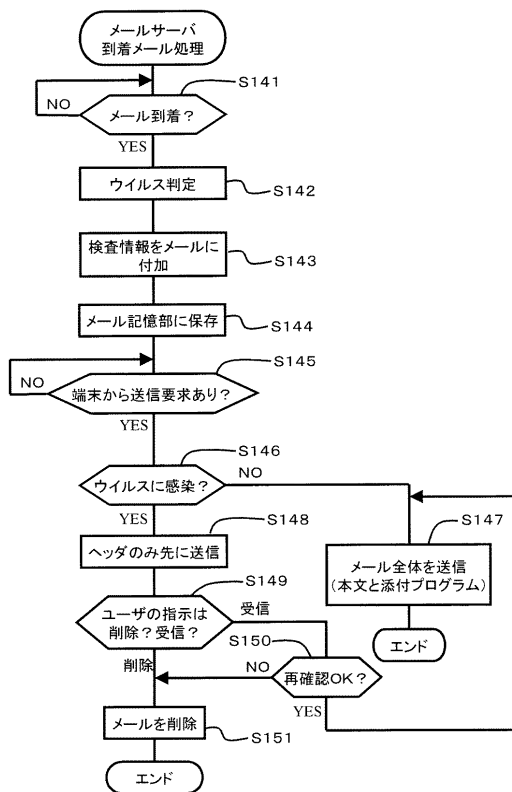 メールサーバ
到着メール処理
S141
NO
メール到着？
YES
ウイルス判定
S142
検査情報をメールに
付加
S143
メール記憶部に保存
S144
S145
NO
端末から送信要求あり？
YES
S146
ウイルスに感染？
NO
YES
S148
S147
ヘッダのみ先に送信
メール全体を送信
（本文と添付プログラム）
S149
ユーザの指示は
削除？受信？
受信
エンド
S150
削除
NO
再確認OK？
YES
メールを削除
S151
エンド